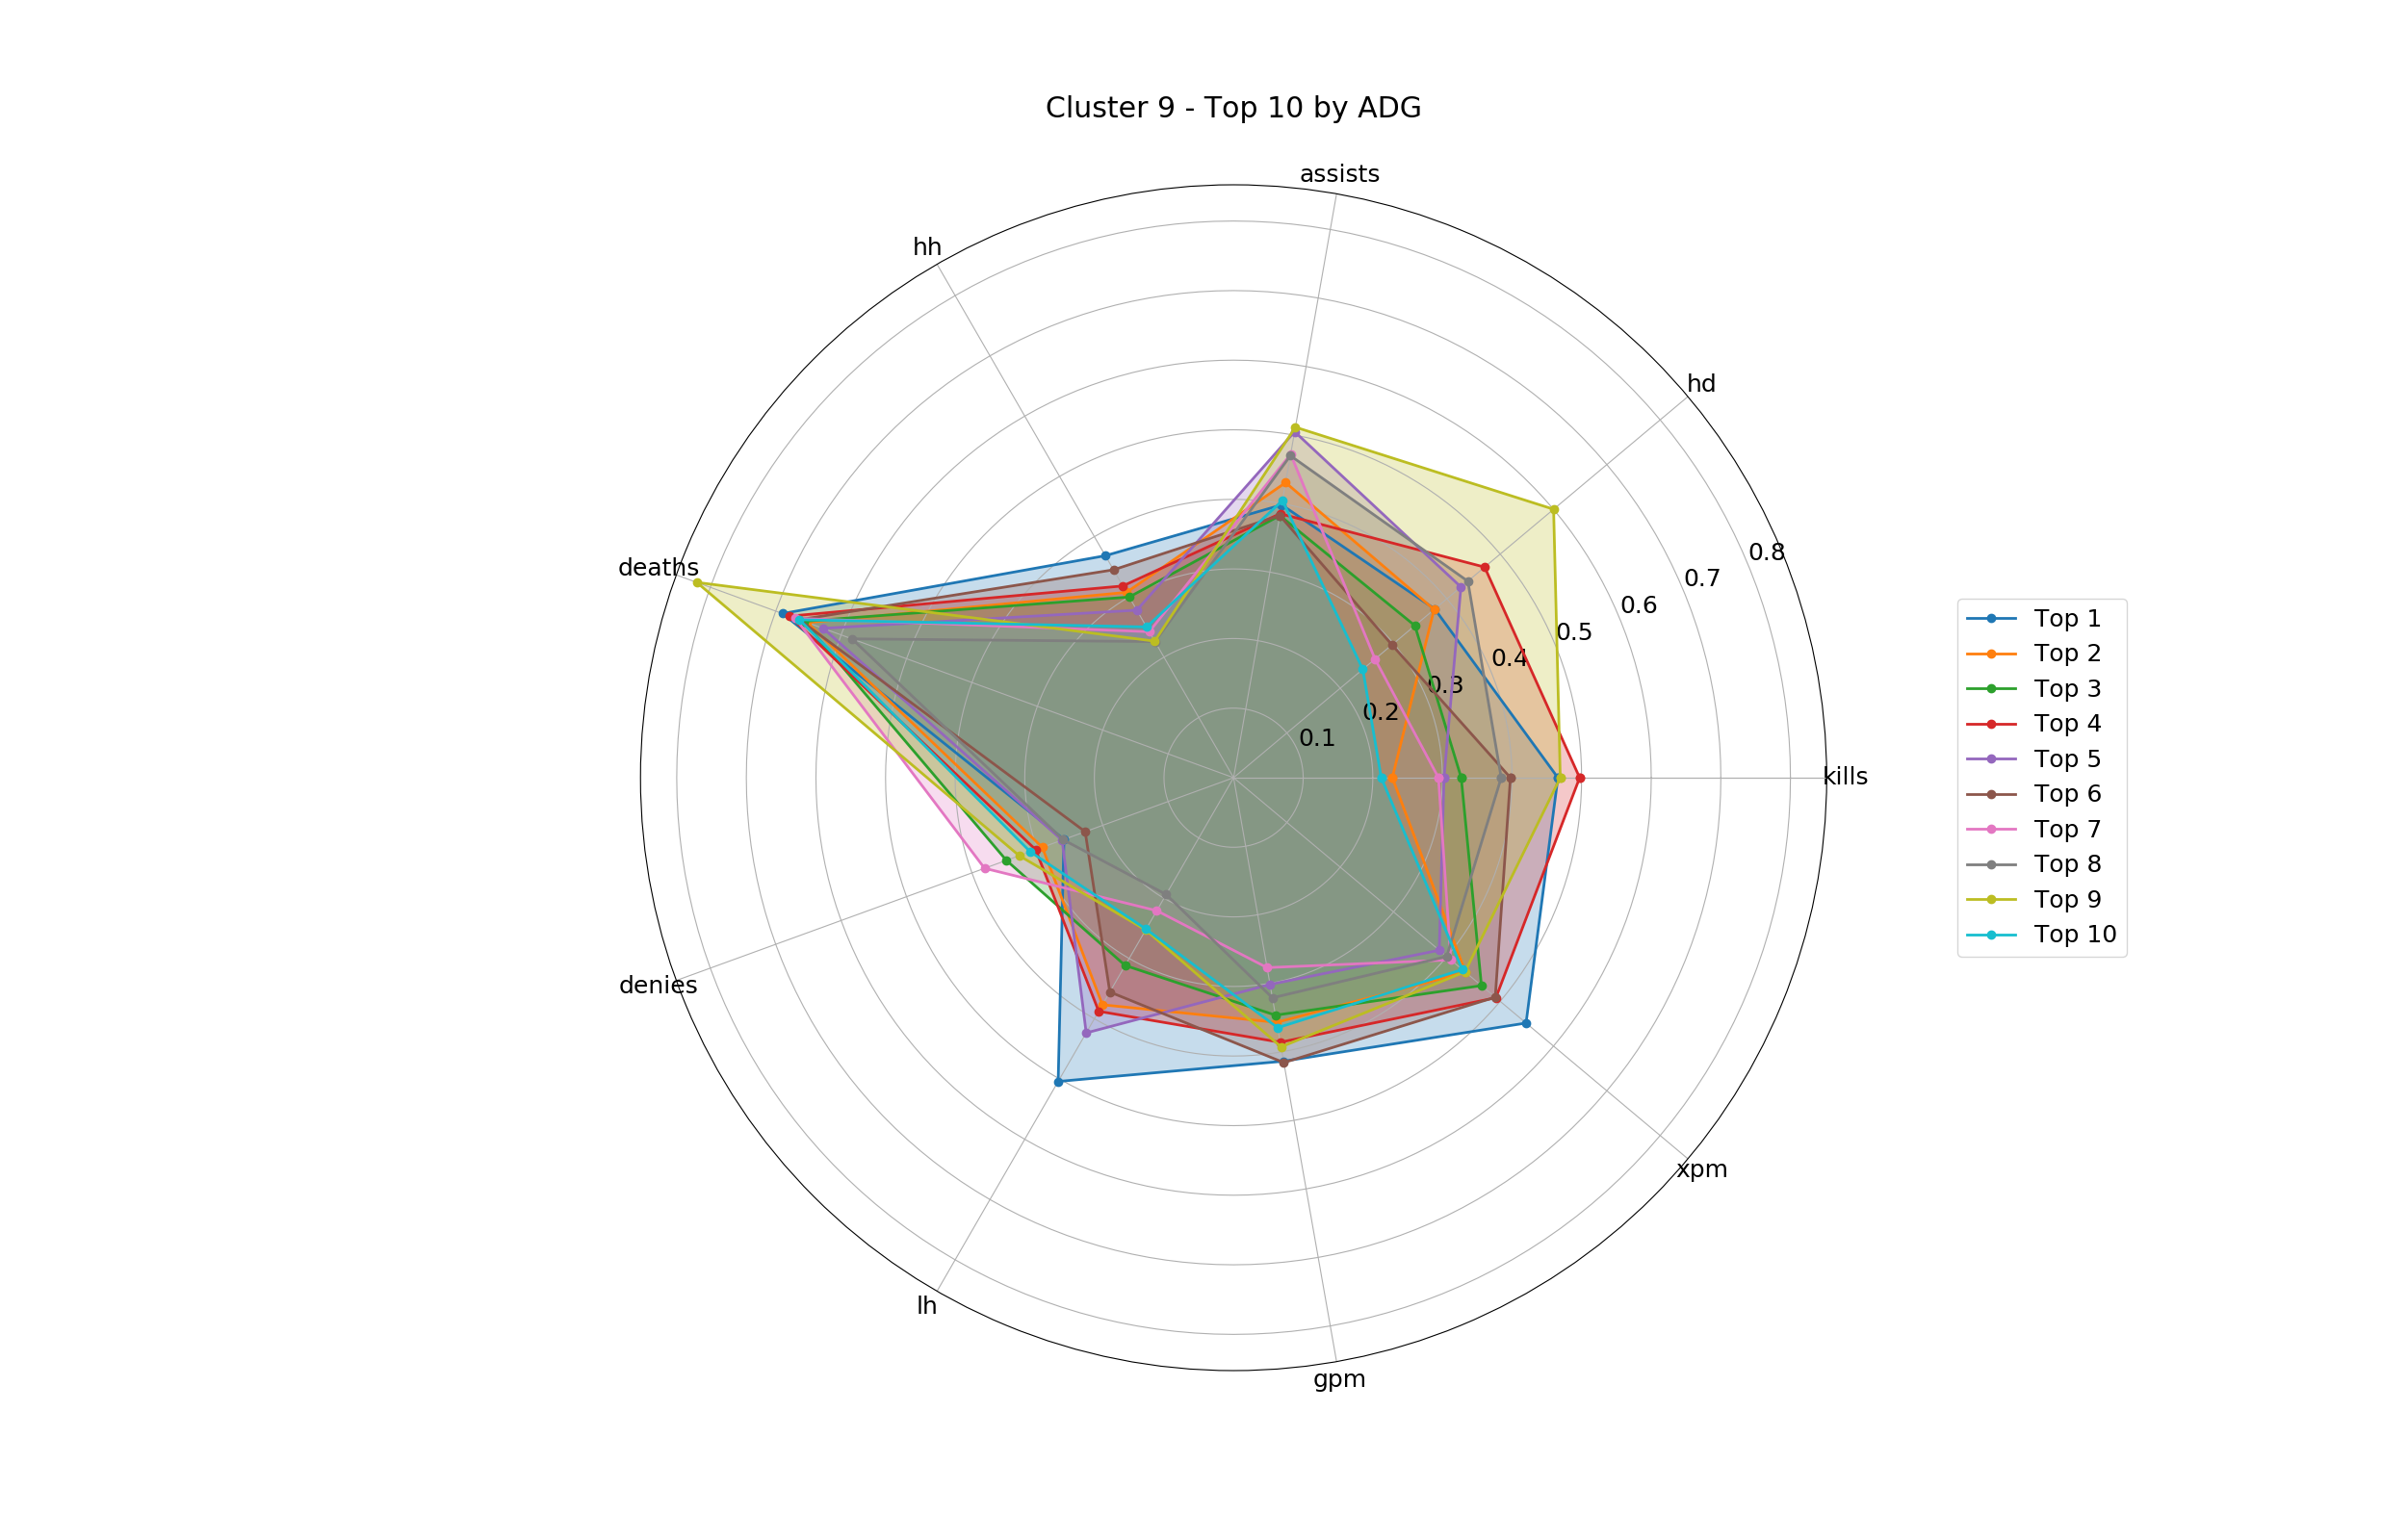 Cluster 9 - Top 10 by ADG
assists
hh
hd
deaths
kills
denies
lh
gpm
xpm
0.1
0.2
0.3
0.4
0.5
0.6
0.7
0.8
Top 1
Top 2
Top 3
Top 4
Top 5
Top 6
Top 7
Top 8
Top 9
Top 10